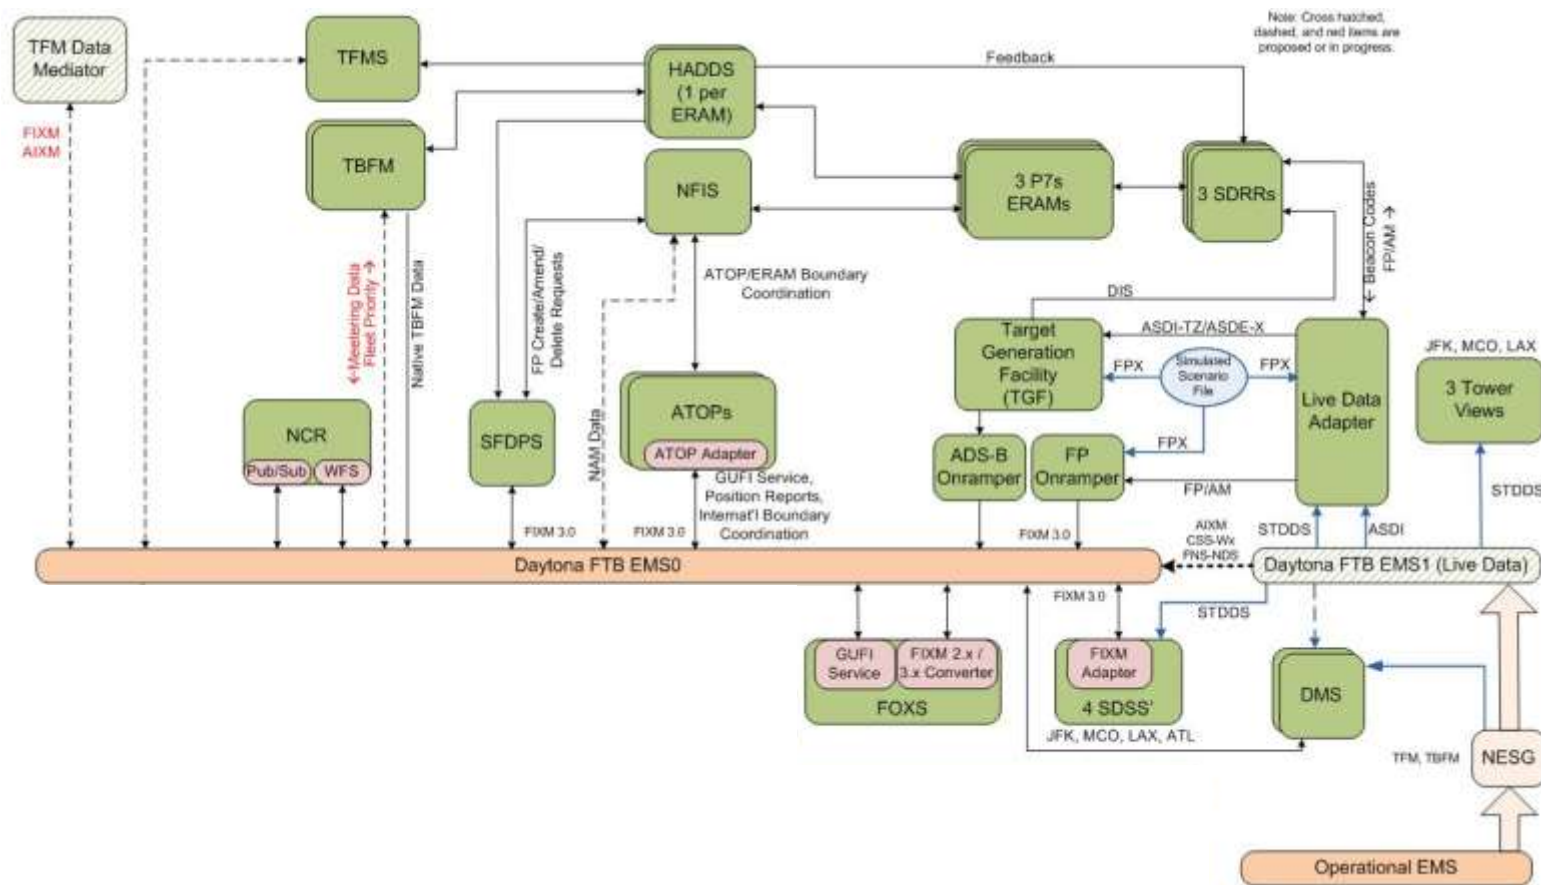 Note: Cross hatched,
dashed, and red items are
proposed or in progress.
TFM Data
Mediator
TFMS
HADDS
(1 per
ERAM)
Feedback
FIXM
AIXM
TBFM
NFIS
3 P7s
ERAMs
3 SDRRs
← Beacon Codes
FP/AM →
←Meetering Data
Fleet Priority →
Native TBFM Data
FP Create/Amend/
Delete Requests
NAM Data
ATOP/ERAM Boundary
Coordination
DIS
Target
Generation
Facility
(TGF)
ASDI-TZ/ASDE-X
FPX
Simulated
Scenario
File
FPX
FPX
Live Data
Adapter
JFK, MCO, LAX
3 Tower
Views
NCR
Pub/Sub
WFS
SFDPS
ATOPs
ATOP Adapter
GUFI Service,
Position Reports,
Internat'l Boundary
Coordination
ADS-B
Onramper
FP
Onramper
FP/AM
STDDS
FIXM 3.0
FIXM 3.0
FIXM 3.0
AIXM
CSS-Wx
FNS-NDS
STDDS
ASDI
Daytona FTB EMS0
Daytona FTB EMS1 (Live Data)
FIXM 3.0
STDDS
GUFI
Service
FIXM 2.x /
3.x Converter
FOXS
FIXM
Adapter
4 SDSS'
JFK, MCO, LAX, ATL
DMS
TFM, TBFM
NESG
Operational EMS